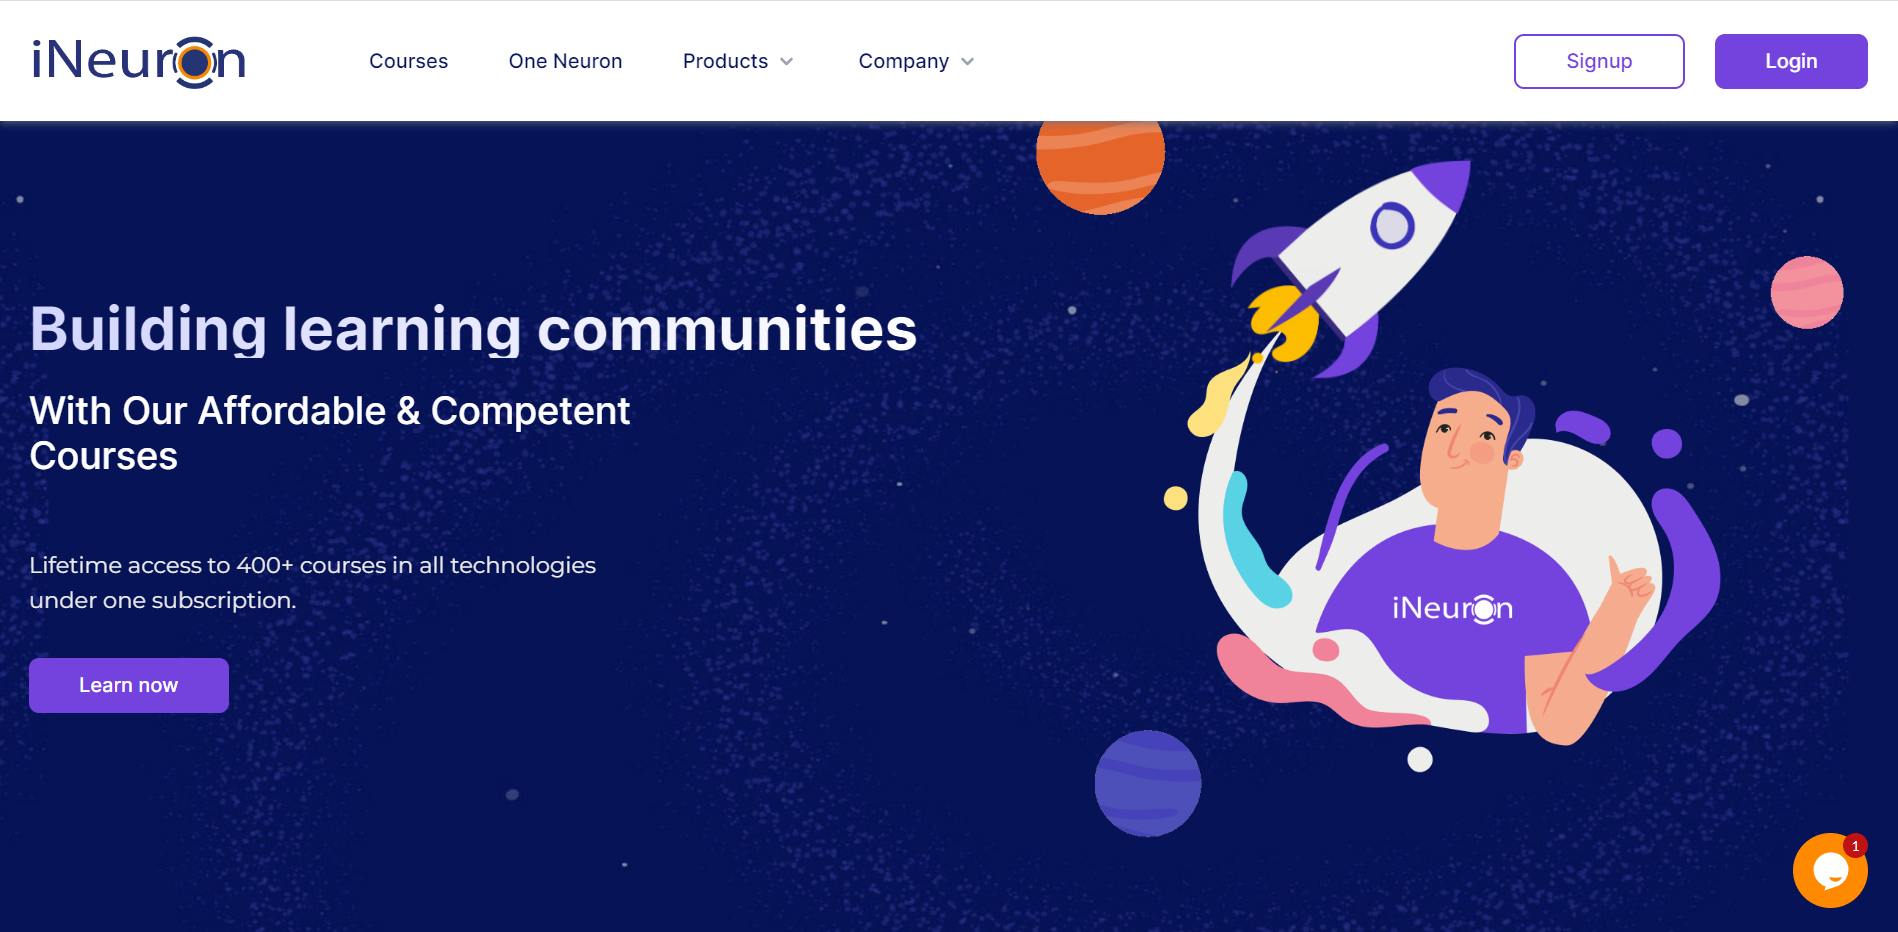 iNeuron
Courses
One Neuron
Products
Company
Signup
Login
Building learning communities
With Our Affordable & Competent
Courses
Lifetime access to 400+ courses in all technologies
under one subscription.
Learn now
iNeuron
1